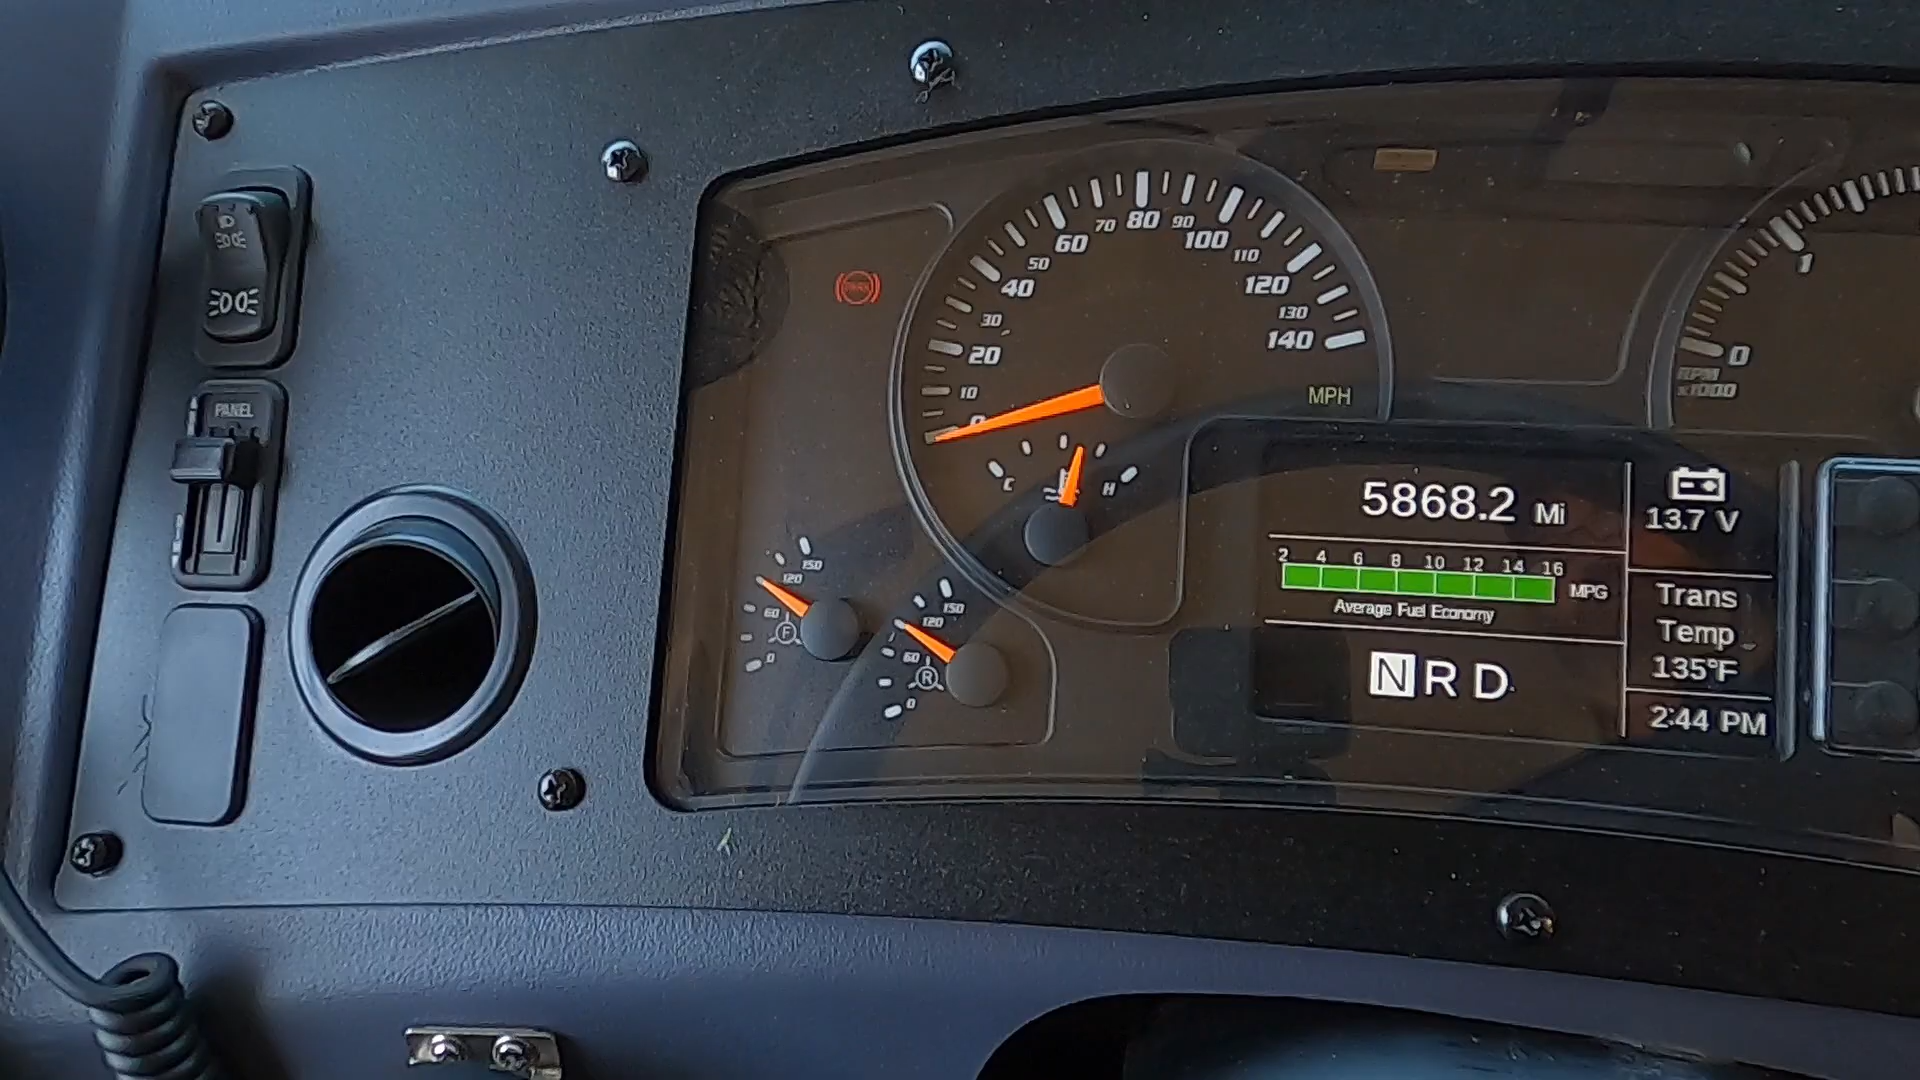 PANEL
PARK
0
10
20
30
40
50
60
70
80
90
100
110
120
130
140
MPH
C
H
150
120
60
F
0
150
120
60
R
0
1
0
RPM
x1000
5868.2 Mi
2 4 6 8 10 12 14 16
MPG
Average Fuel Economy
N R D
13.7 V
Trans
Temp
135°F
2:44 PM